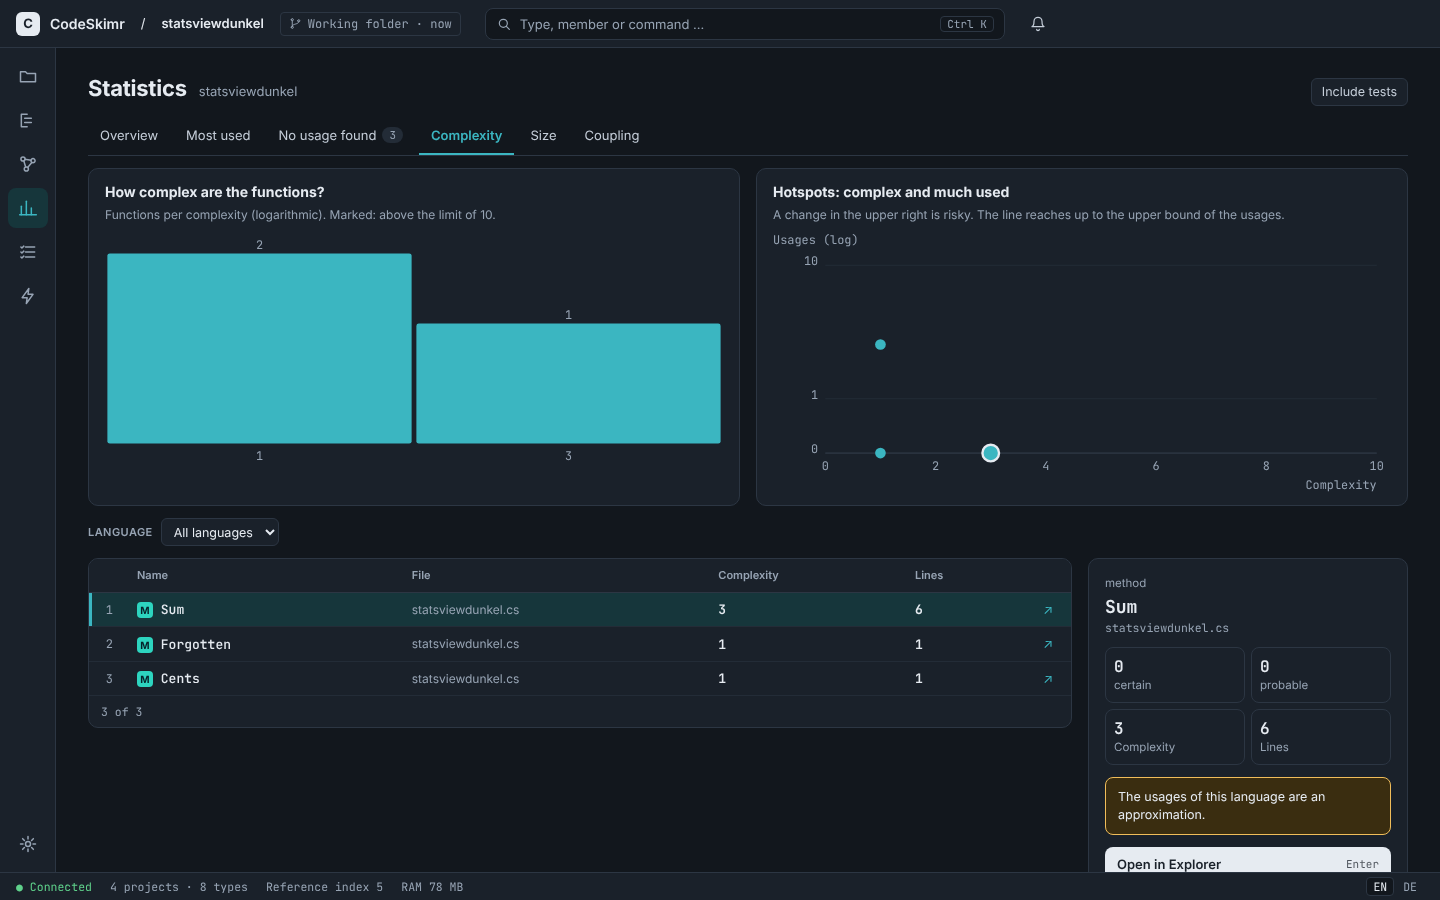 C CodeSkimr / statsviewdunkel Working folder · now Type, member or command ... Ctrl K
Statistics statsviewdunkel Include tests
Overview Most used No usage found 3 Complexity Size Coupling
How complex are the functions?
Functions per complexity (logarithmic). Marked: above the limit of 10.
2
1
1 3
Hotspots: complex and much used
A change in the upper right is risky. The line reaches up to the upper bound of the usages.
Usages (log)
10
1
0
0 2 4 6 8 10
Complexity
LANGUAGE All languages
Name File Complexity Lines
1 M Sum statsviewdunkel.cs 3 6
2 M Forgotten statsviewdunkel.cs 1 1
3 M Cents statsviewdunkel.cs 1 1
3 of 3
method
Sum
statsviewdunkel.cs
0 0
certain probable
3 6
Complexity Lines
The usages of this language are an
approximation.
Open in Explorer Enter
Connected 4 projects · 8 types Reference index 5 RAM 78 MB EN DE